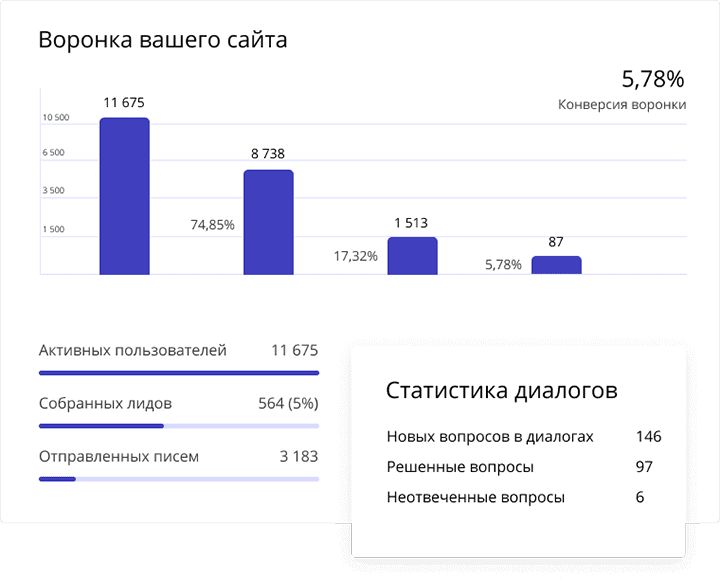 Воронка вашего сайта
5,78%
Конверсия воронки
11 675
10 500
8 738
6 500
3 500
74,85%
1 513
1 500
87
17,32%
5,78%
Активных пользователей 11 675
Собранных лидов 564 (5%)
Отправленных писем 3 183
Статистика диалогов
Новых вопросов в диалогах 146
Решенные вопросы 97
Неотвеченные вопросы 6